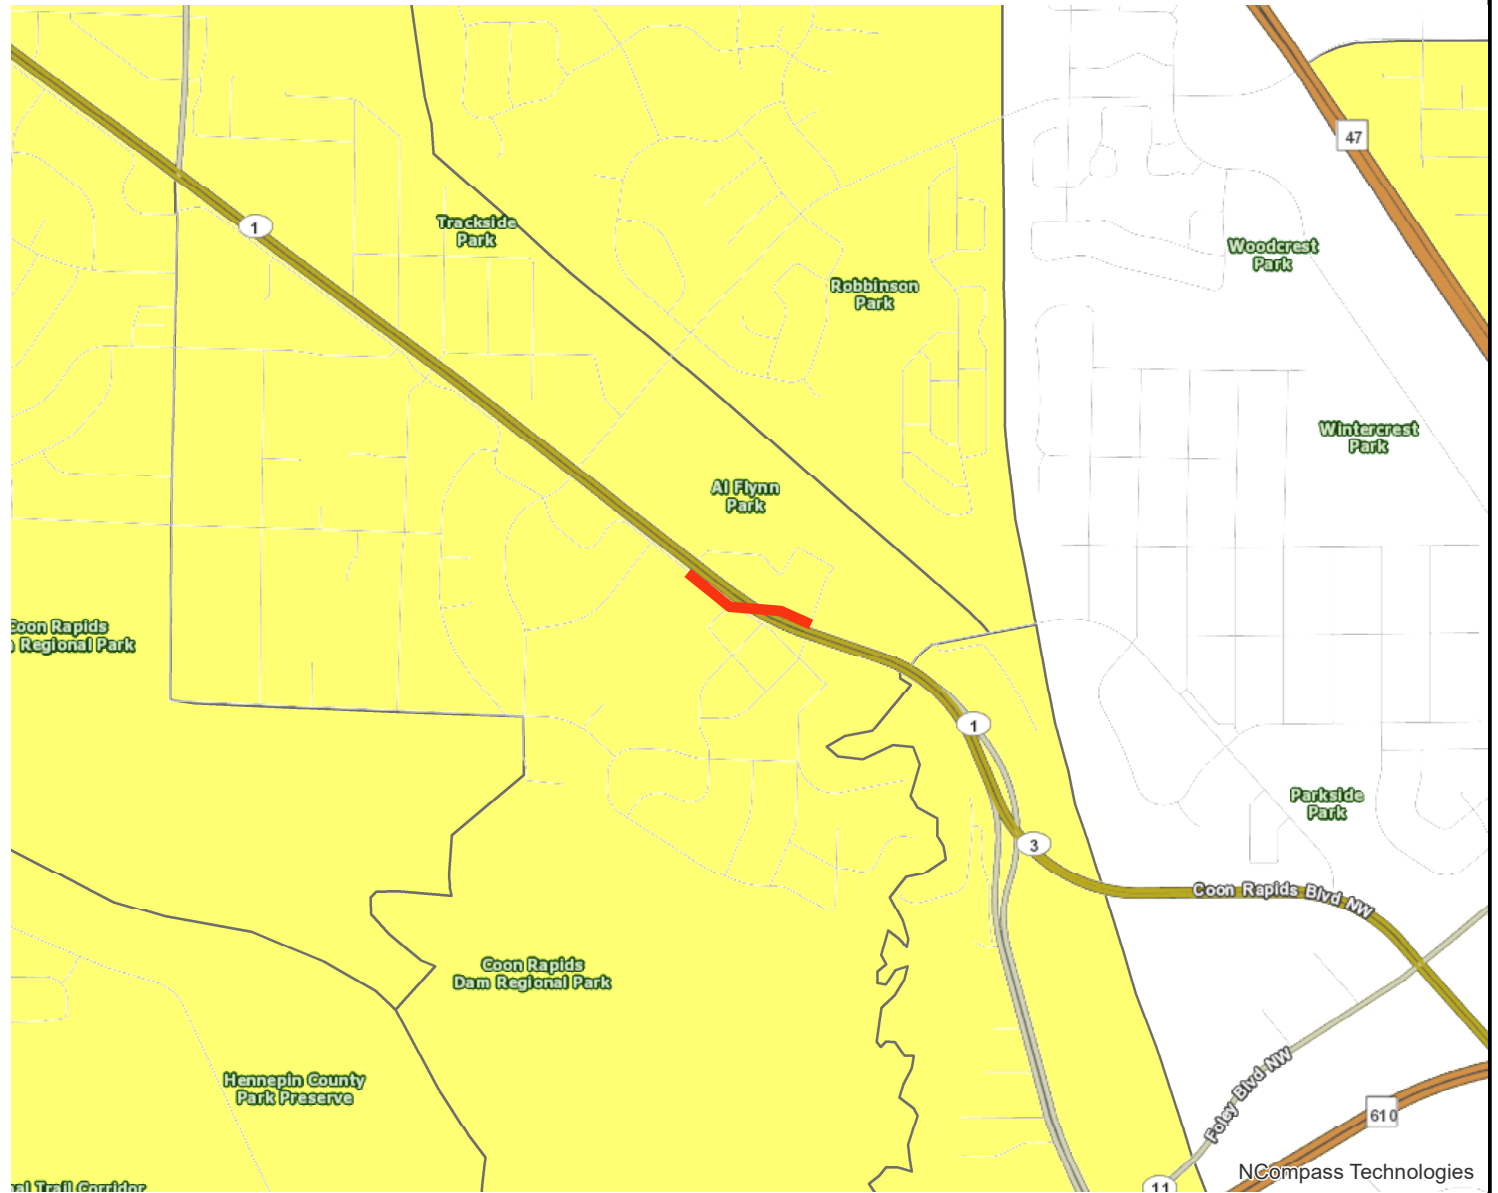 47
1
Trackside
Park
Woodcrest
Park
Robbinson
Park
Wintercrest
Park
Al Flynn
Park
Coon Rapids
Regional Park
1
Parkside
Park
3
Coon Rapids Blvd NW
Coon Rapids
Dam Regional Park
Foley Blvd NW
Hennepin County
Park Preserve
610
NCompass Technologies
Trail Corridor
11